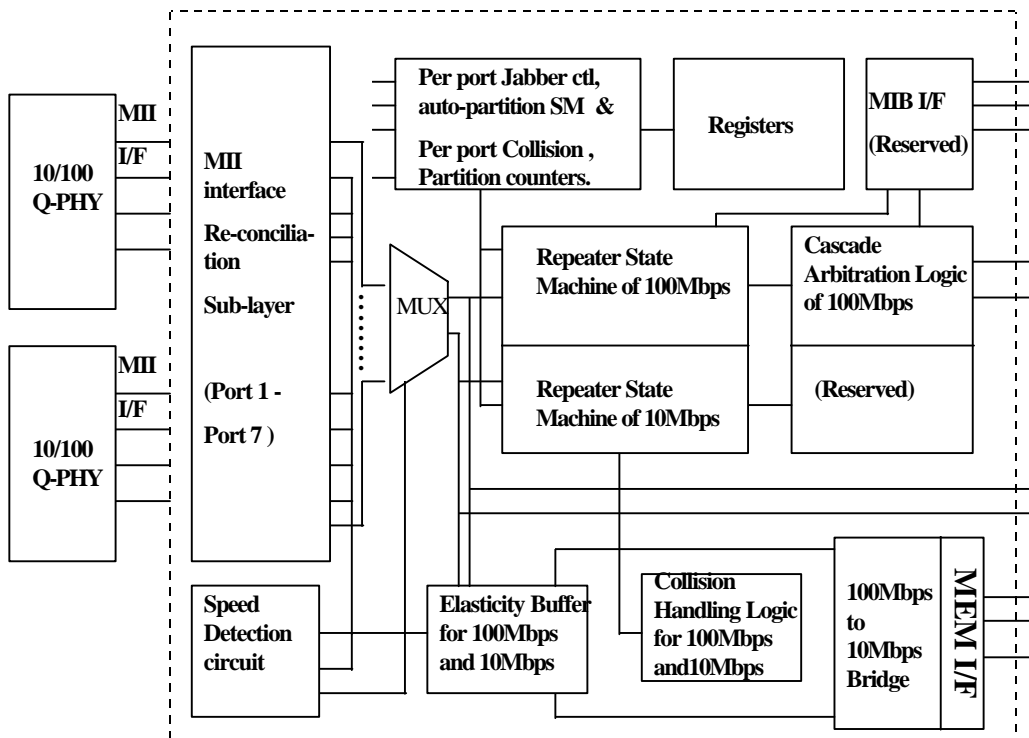 MII
I/F
10/100
Q-PHY
MII
I/F
10/100
Q-PHY
MII
interface
Re-concilia-
tion
Sub-layer
(Port 1 -
Port 7 )
Per port Jabber ctl,
auto-partition SM &
Per port Collision ,
Partition counters.
Registers
MIB I/F
(Reserved)
MUX
Repeater State
Machine of 100Mbps
Cascade
Arbitration Logic
of 100Mbps
Repeater State
Machine of 10Mbps
(Reserved)
Speed
Detection
circuit
Elasticity Buffer
for 100Mbps
and 10Mbps
Collision
Handling Logic
for 100Mbps
and10Mbps
100Mbps
to
10Mbps
Bridge
MEM I/F